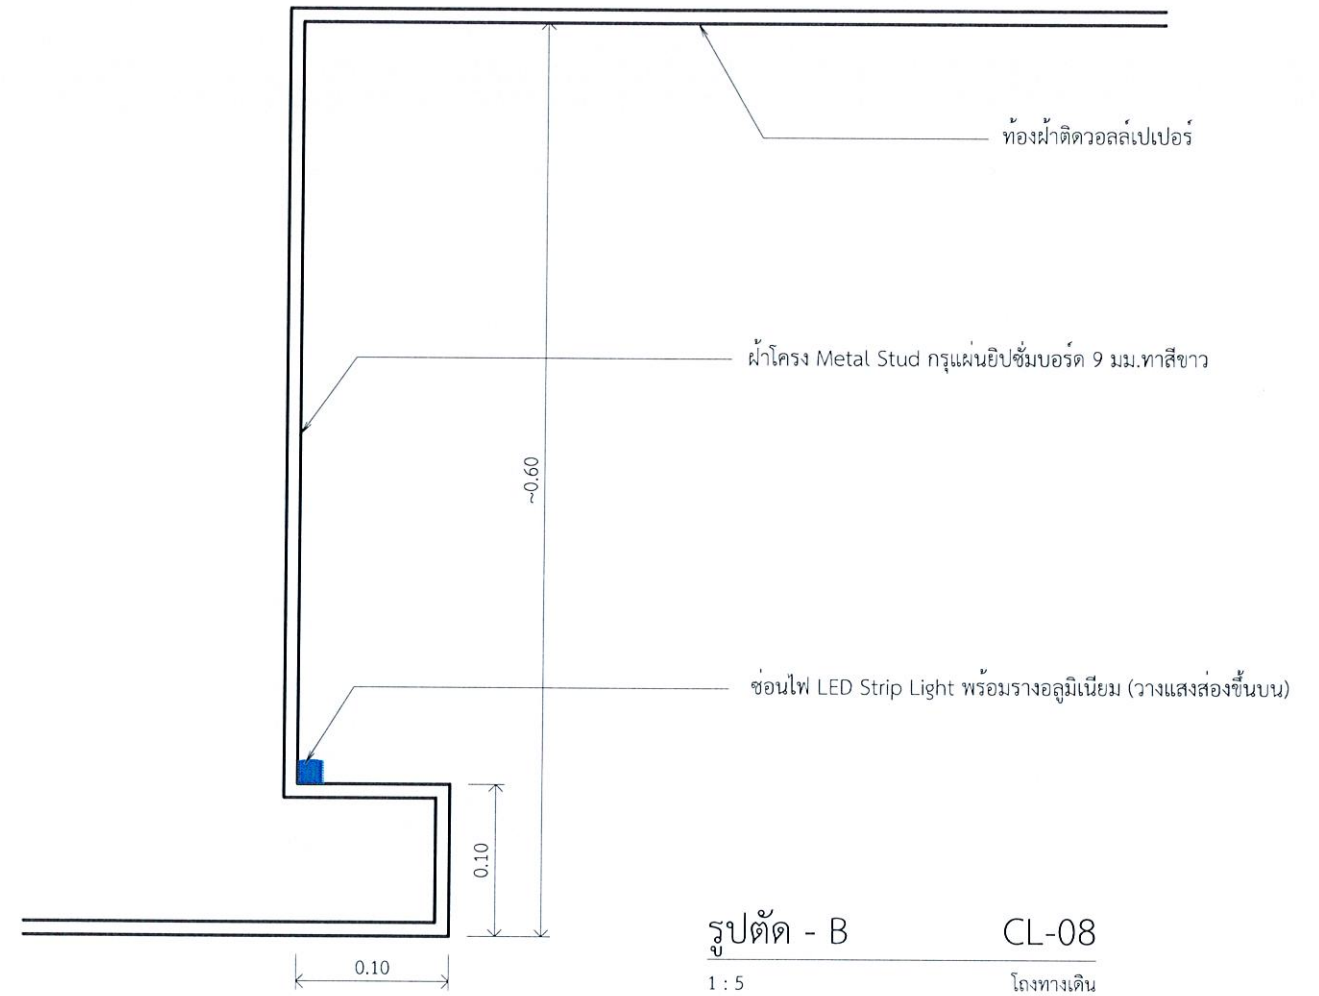 ท้องฝ้าติดวอลล์เปเปอร์
ฝ้าโครง Metal Stud กรุแผ่นยิปซั่มบอร์ด 9 มม.ทาสีขาว
~0.60
ซ่อนไฟ LED Strip Light พร้อมรางอลูมิเนียม (วางแสงส่องขึ้นบน)
0.10
0.10
รูปตัด - B CL-08
1 : 5 โถงทางเดิน